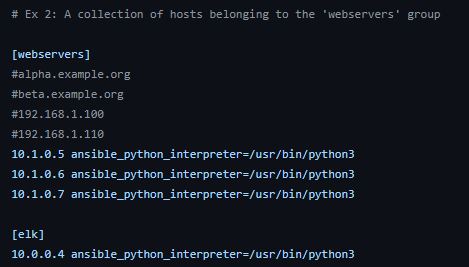 # Ex 2: A collection of hosts belonging to the 'webservers' group
[webservers]
#alpha.example.org
#beta.example.org
#192.168.1.100
#192.168.1.110
10.1.0.5 ansible_python_interpreter=/usr/bin/python3
10.1.0.6 ansible_python_interpreter=/usr/bin/python3
10.1.0.7 ansible_python_interpreter=/usr/bin/python3
[elk]
10.0.0.4 ansible_python_interpreter=/usr/bin/python3